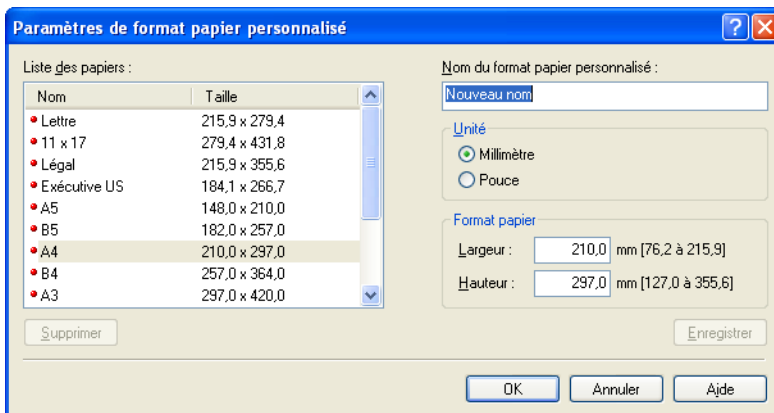 Paramètres de format papier personnalisé
Liste des papiers :
Nom Taille
Lettre 215,9 x 279,4
11 x 17 279,4 x 431,8
Légal 215,9 x 355,6
Exécutive US 184,1 x 266,7
A5 148,0 x 210,0
B5 182,0 x 257,0
A4 210,0 x 297,0
B4 257,0 x 364,0
A3 297,0 x 420,0
Supprimer
Nom du format papier personnalisé :
Nouveau nom
Unité
Millimètre
Pouce
Format papier
Largeur : 210,0 mm [76,2 à 215,9]
Hauteur : 297,0 mm [127,0 à 355,6]
Enregistrer
OK Annuler Aide